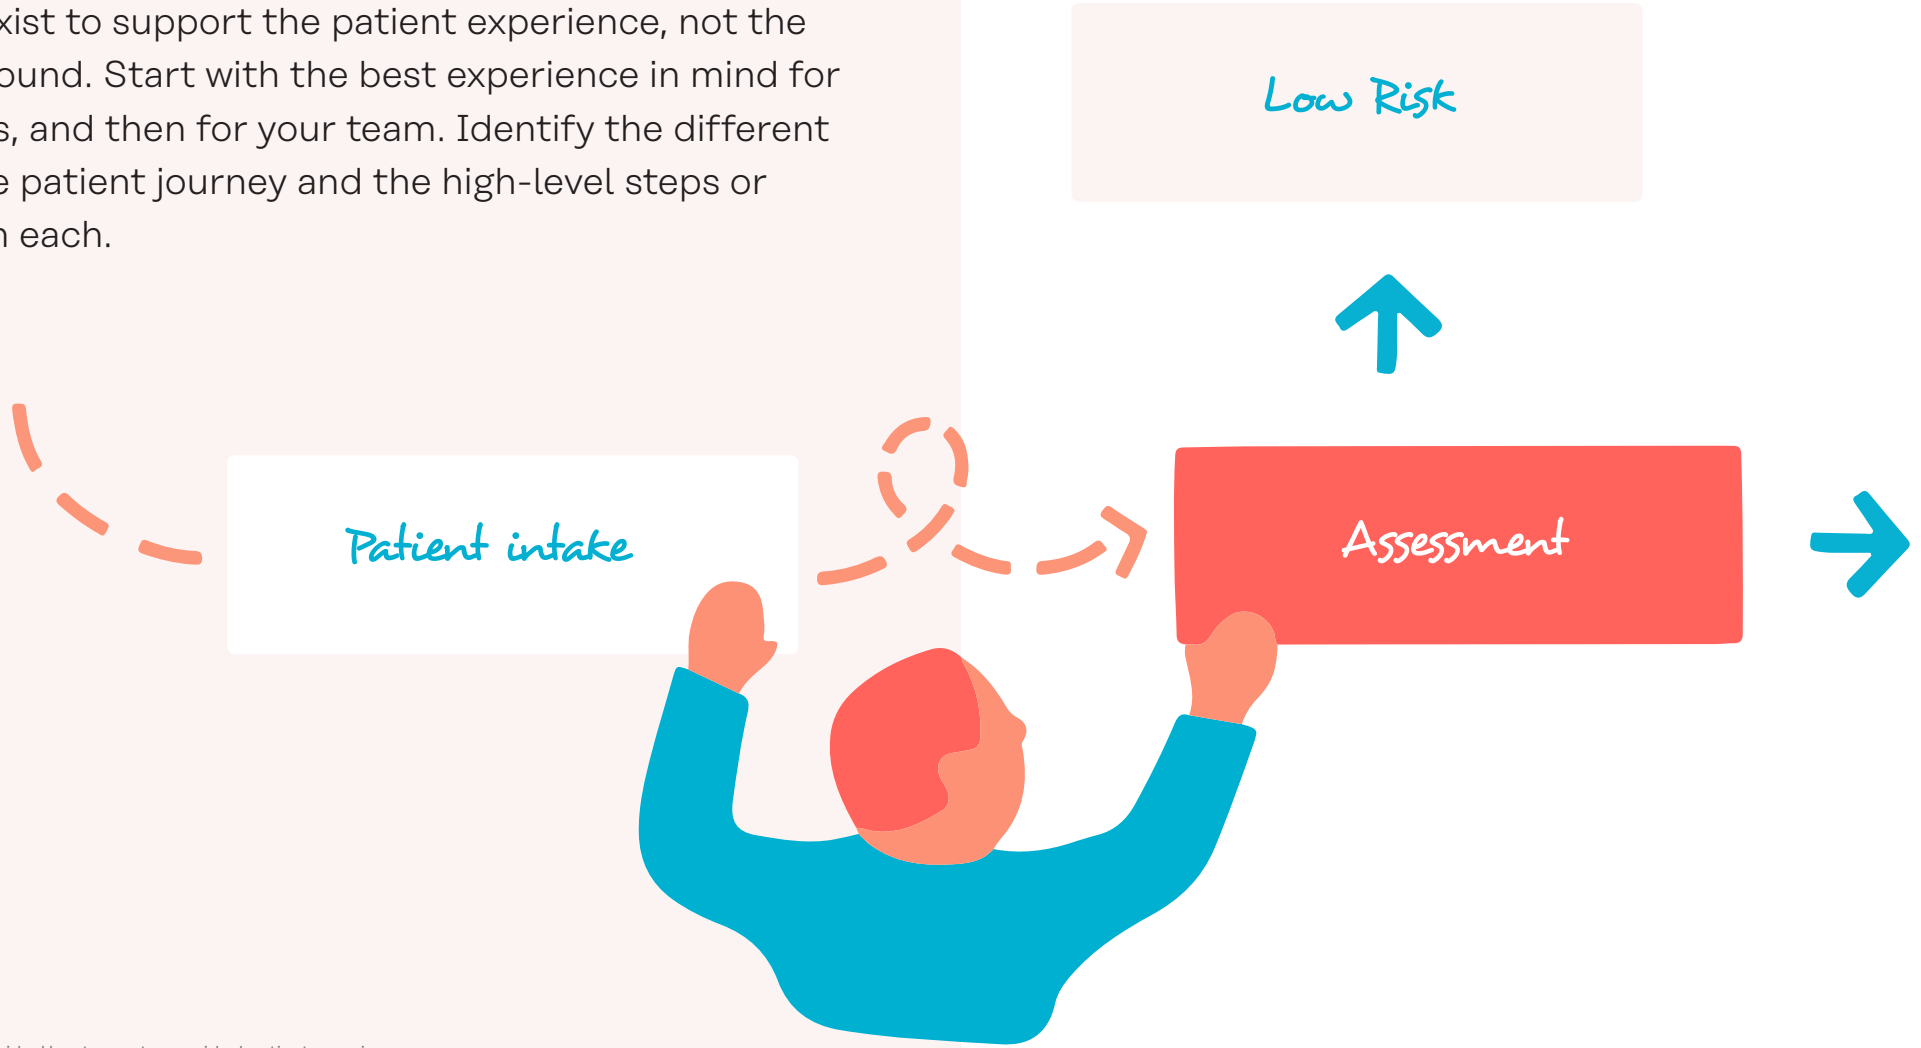 xist to support the patient experience, not the
ound. Start with the best experience in mind for
s, and then for your team. Identify the different
e patient journey and the high-level steps or
n each.
Low Risk
Patient intake
Assessment